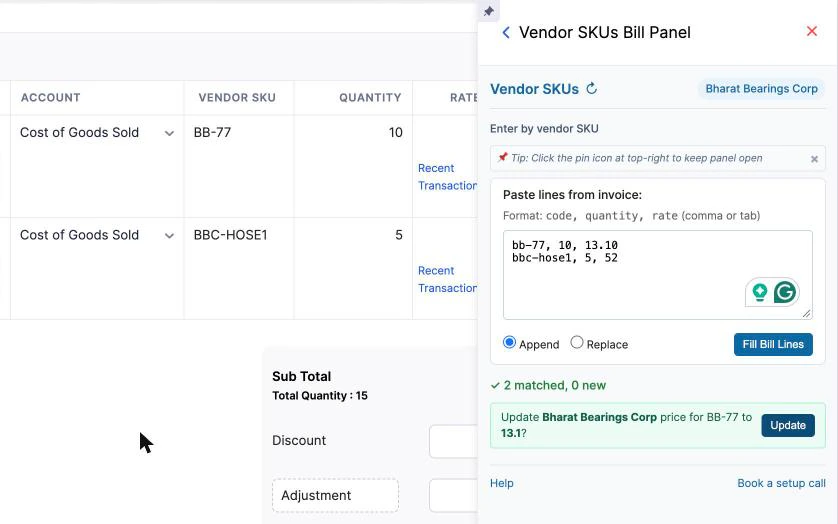 ACCOUNT
VENDOR SKU
QUANTITY
RATE
Cost of Goods Sold
BB-77
10
Recent
Transaction
Cost of Goods Sold
BBC-HOSE1
5
Recent
Transaction
Sub Total
Total Quantity : 15
Discount
Adjustment
Vendor SKUs Bill Panel
Vendor SKUs
Bharat Bearings Corp
Enter by vendor SKU
Tip: Click the pin icon at top-right to keep panel open
Paste lines from invoice:
Format: code, quantity, rate (comma or tab)
bb-77, 10, 13.10
bbc-hose1, 5, 52
Append
Replace
Fill Bill Lines
✓ 2 matched, 0 new
Update Bharat Bearings Corp price for BB-77 to
13.1?
Update
Help
Book a setup call